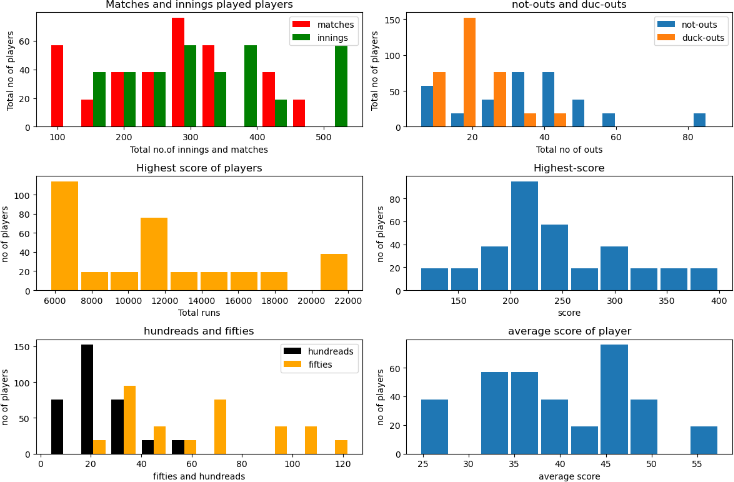 Matches and innings played players
Total no of players
0
20
40
60
100
200
300
400
500
matches
innings
Total no.of innings and matches
not-outs and duc-outs
Total no of players
0
50
100
150
20
40
60
80
not-outs
duck-outs
Total no of outs
Highest score of players
no of players
0
20
40
60
80
100
6000
8000
10000
12000
14000
16000
18000
20000
22000
Total runs
Highest-score
no of players
0
20
40
60
80
150
200
250
300
350
400
score
hundreads and fifties
no of players
0
50
100
150
0
20
40
60
80
100
120
hundreads
fifties
fifties and hundreads
average score of player
no of players
0
20
40
60
25
30
35
40
45
50
55
average score